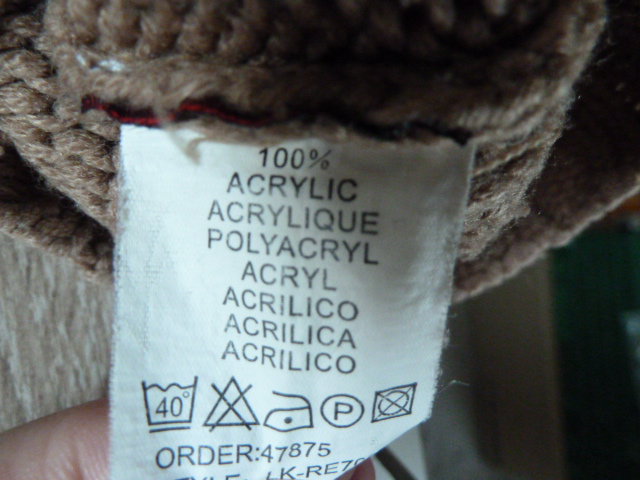 100%
ACRYLIC
ACRYLIQUE
POLYACRYL
ACRYL
ACRILICO
ACRILICA
ACRILICO
40° P
ORDER:47875